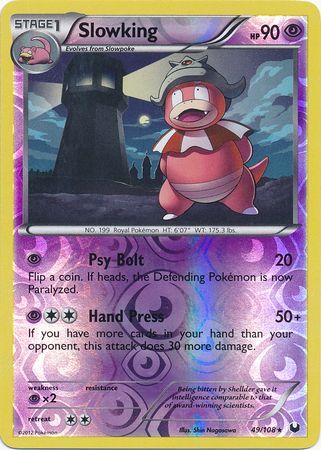 STAGE1 Slowking HP90
Evolves from Slowpoke
NO. 199 Royal Pokémon HT: 6'07" WT: 175.3 lbs.
Psy Bolt 20
Flip a coin. If heads, the Defending Pokémon is now
Paralyzed.
Hand Press 50+
If you have more cards in your hand than your
opponent, this attack does 30 more damage.
weakness resistance
×2
retreat
Being bitten by Shellder gave it
intelligence comparable to that
of award-winning scientists.
©2012 Pokémon
Illus. Shin Nagasawa
49/108★